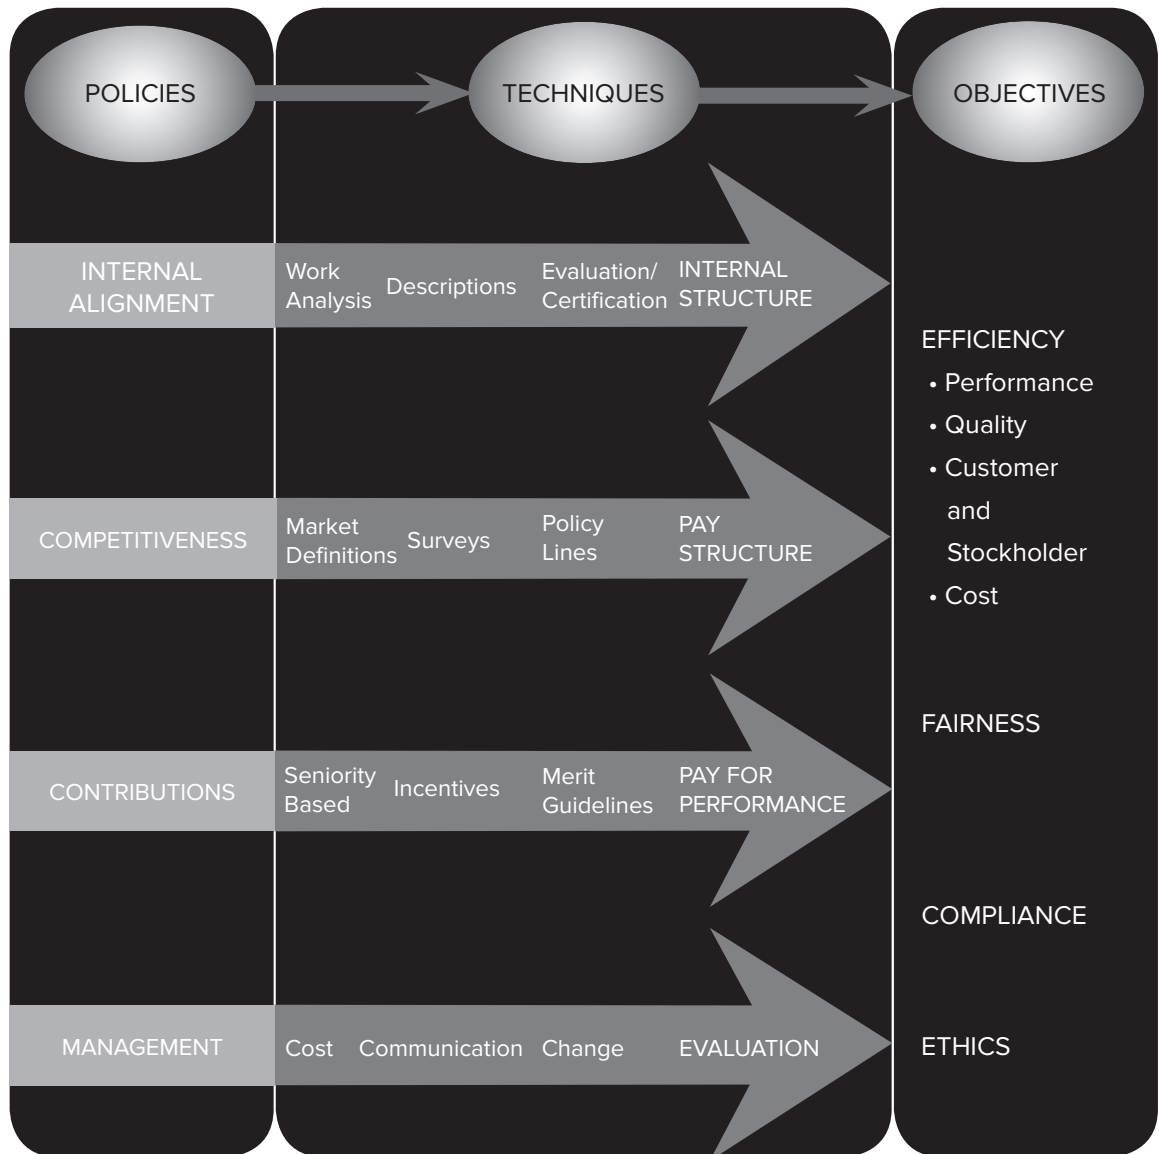 POLICIES
TECHNIQUES
OBJECTIVES
INTERNAL
ALIGNMENT
Work
Analysis
Descriptions
Evaluation/
Certification
INTERNAL
STRUCTURE
COMPETITIVENESS
Market
Definitions
Surveys
Policy
Lines
PAY
STRUCTURE
CONTRIBUTIONS
Seniority
Based
Incentives
Merit
Guidelines
PAY FOR
PERFORMANCE
MANAGEMENT
Cost
Communication
Change
EVALUATION
EFFICIENCY
• Performance
• Quality
• Customer
and
Stockholder
• Cost
FAIRNESS
COMPLIANCE
ETHICS